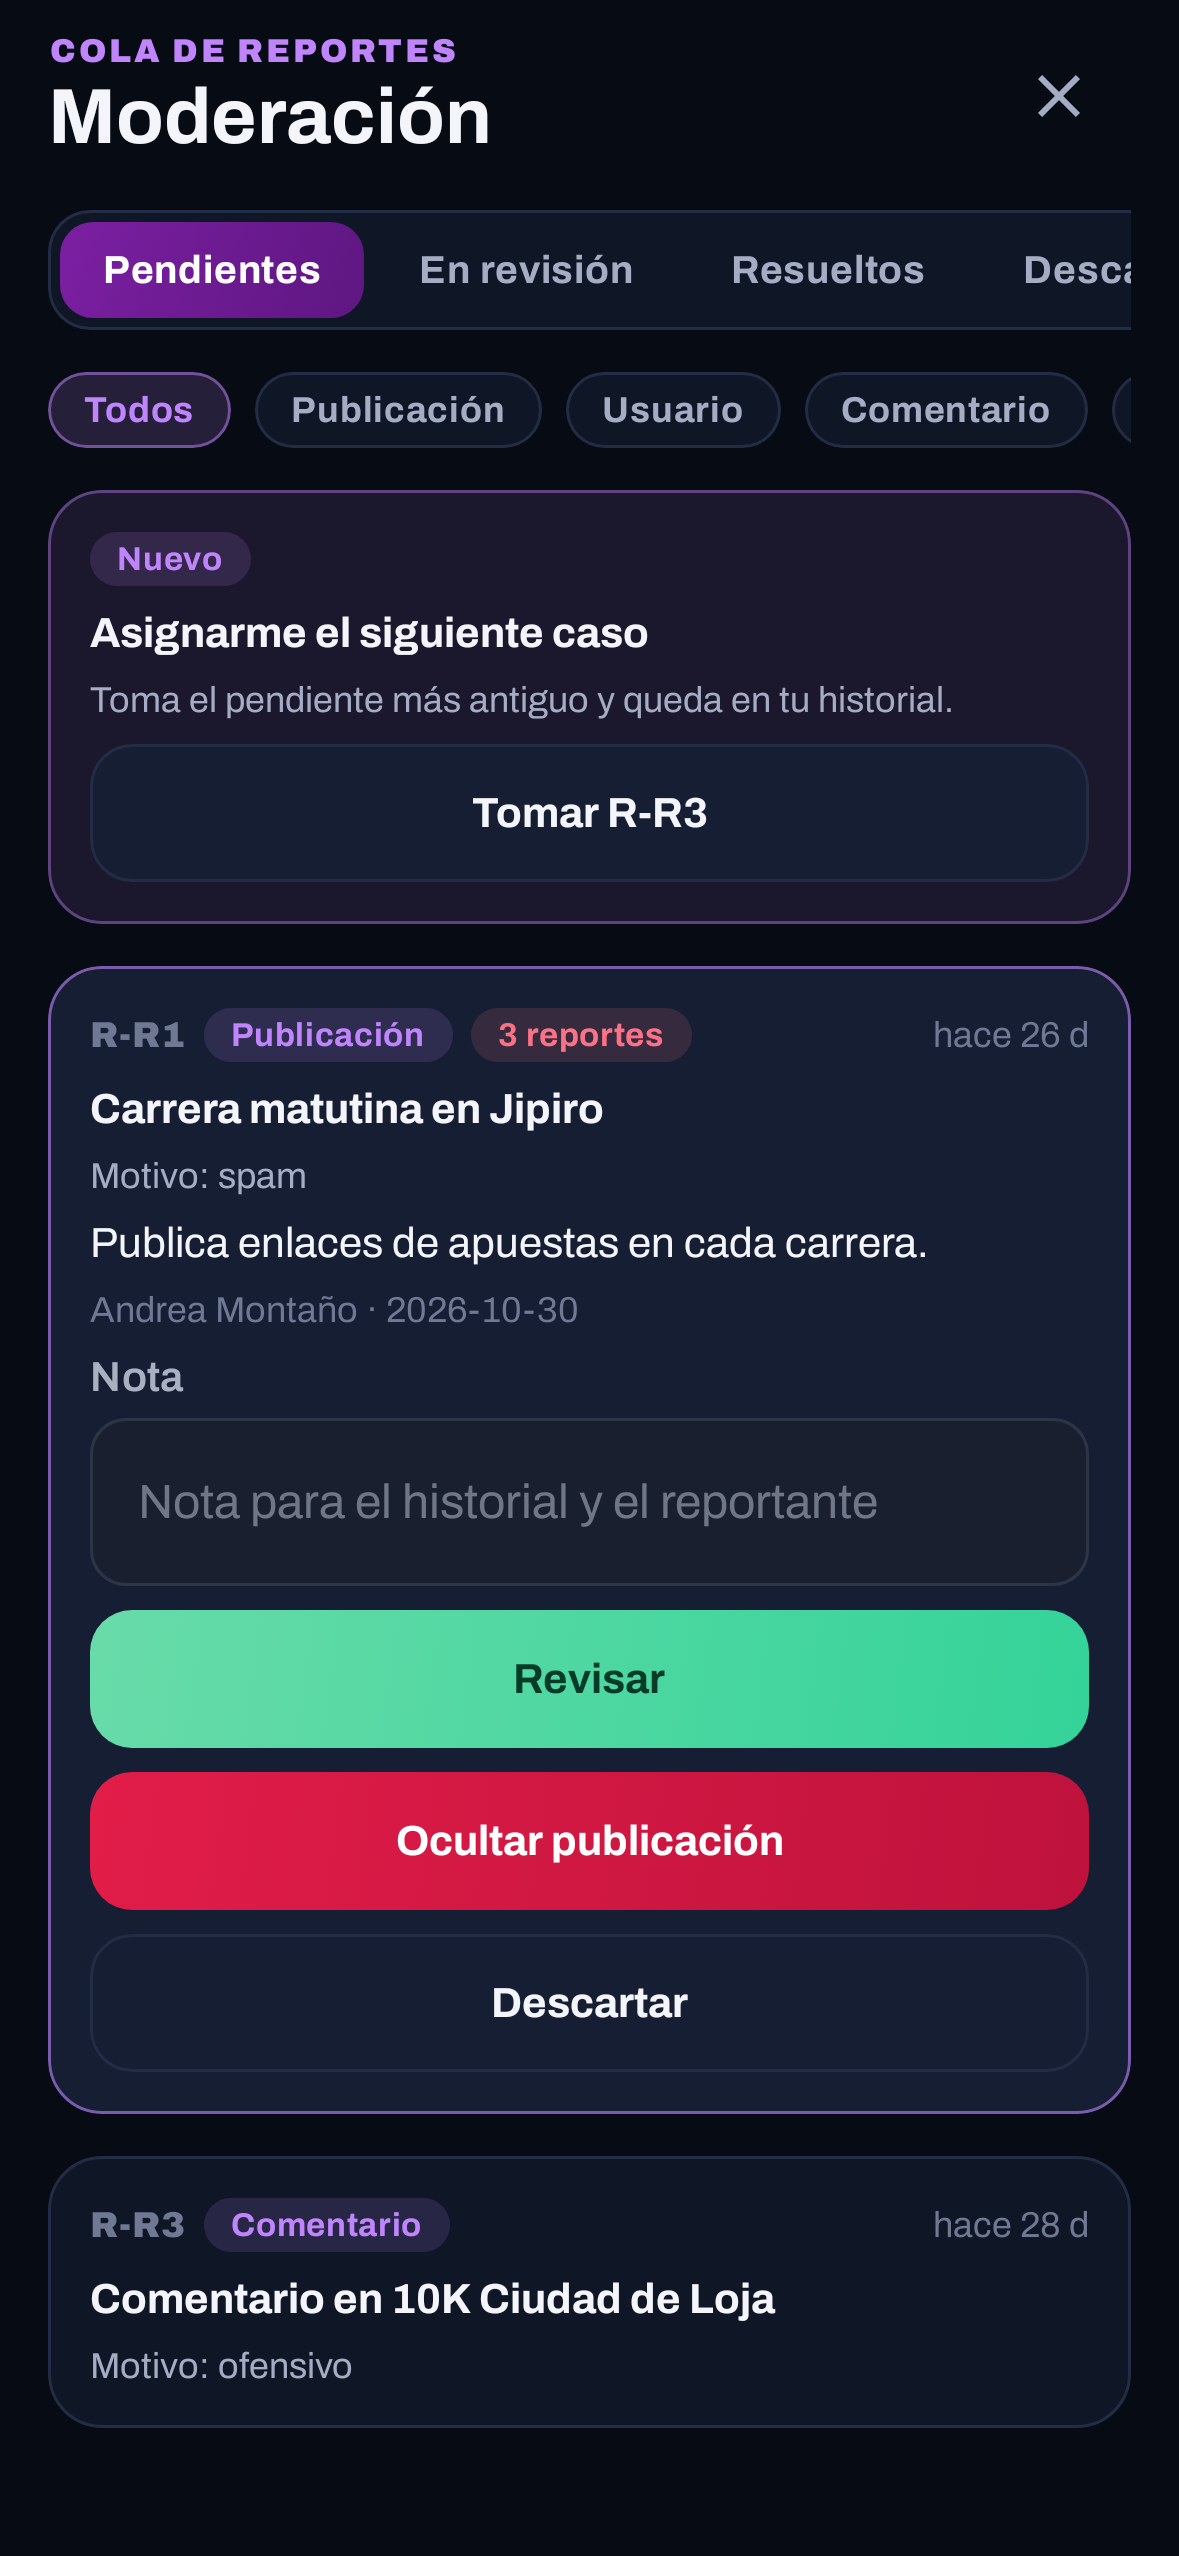 COLA DE REPORTES
Moderación
Pendientes En revisión Resueltos Desca
Todos Publicación Usuario Comentario
Nuevo
Asignarme el siguiente caso
Toma el pendiente más antiguo y queda en tu historial.
Tomar R-R3
R-R1 Publicación 3 reportes hace 26 d
Carrera matutina en Jipiro
Motivo: spam
Publica enlaces de apuestas en cada carrera.
Andrea Montaño · 2026-10-30
Nota
Nota para el historial y el reportante
Revisar
Ocultar publicación
Descartar
R-R3 Comentario hace 28 d
Comentario en 10K Ciudad de Loja
Motivo: ofensivo